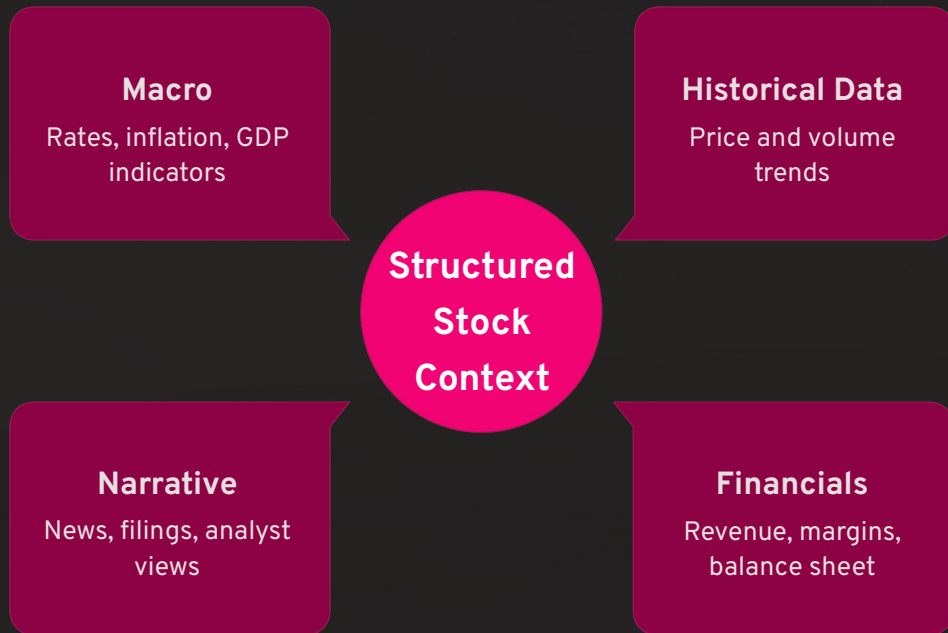 Macro
Rates, inflation, GDP
indicators
Historical Data
Price and volume
trends
Structured
Stock
Context
Narrative
News, filings, analyst
views
Financials
Revenue, margins,
balance sheet